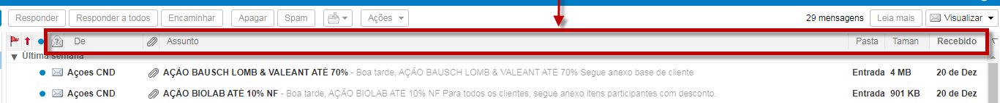 Responder Responder a todos Encaminhar Apagar Spam Ações 29 mensagens Leia mais Visualizar
De Assunto Pasta Taman Recebido
Última semana
Açoes CND AÇÃO BAUSCH LOMB & VALEANT ATÉ 70% - Boa tarde, AÇÃO BAUSCH LOMB & VALEANT ATÉ 70% Segue anexo base de cliente Entrada 4 MB 20 de Dez
Açoes CND AÇÃO BIOLAB ATÉ 10% NF - Boa tarde, AÇÃO BIOLAB ATÉ 10% NF Para todos os clientes, segue anexo itens participantes com desconto. Entrada 901 KB 20 de Dez